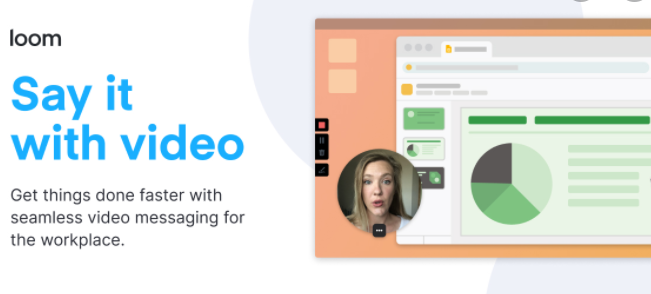 loom
Say it
with video
Get things done faster with
seamless video messaging for
the workplace.